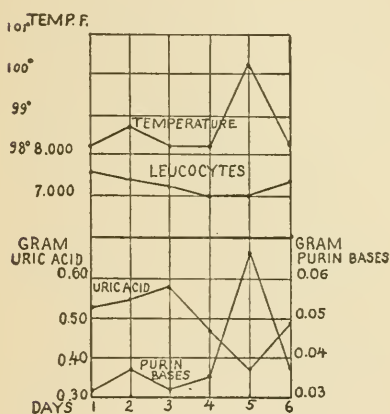 101° TEMP. F.
100°
99°
TEMPERATURE
98° 8.000
LEUCOCYTES
7.000
GRAM
URIC ACID
GRAM
PURIN BASES
0.60
0.06
URIC ACID
0.50
0.05
0.40
PURIN
BASES
0.04
0.30
0.03
DAYS 1 2 3 4 5 6